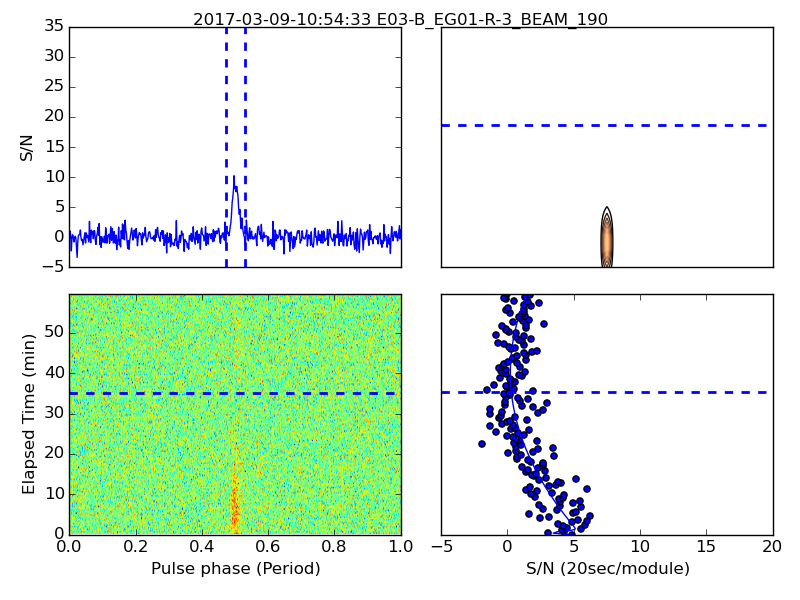 2017-03-09-10:54:33 E03-B_EG01-R-3_BEAM_190
35
30
25
20
15
10
5
0
−5
S/N
50
40
30
20
10
0
Elapsed Time (min)
0.0 0.2 0.4 0.6 0.8 1.0
Pulse phase (Period)
−5 0 5 10 15 20
S/N (20sec/module)